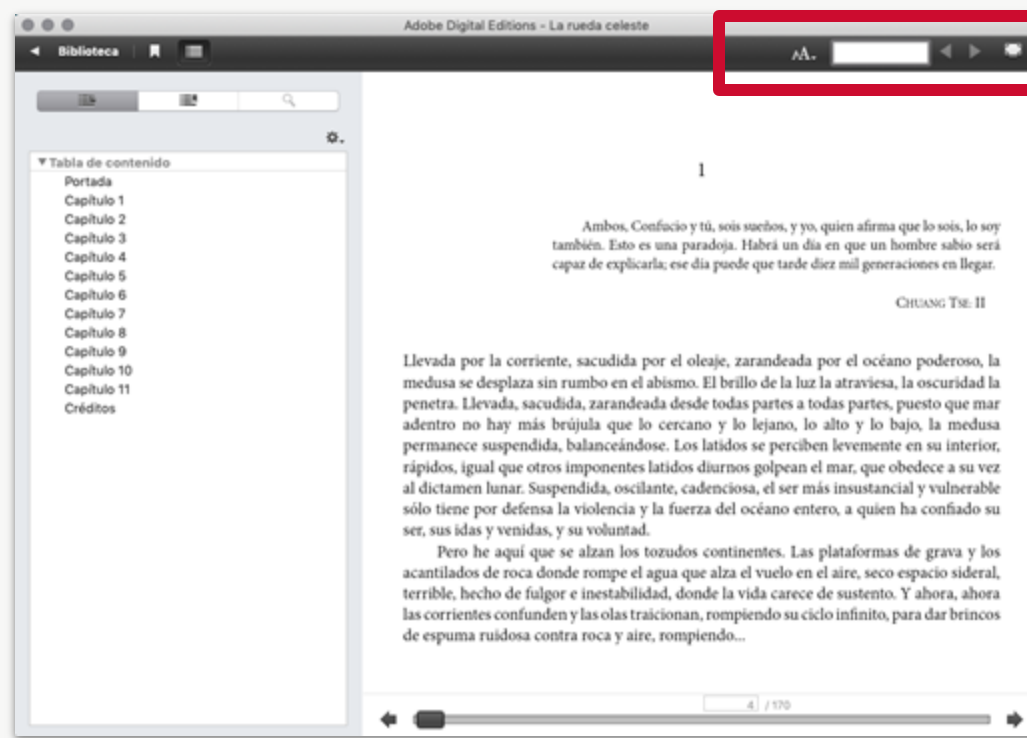 Adobe Digital Editions - La rueda celeste
Biblioteca
AA
Tabla de contenido
Portada
Capítulo 1
Capítulo 2
Capítulo 3
Capítulo 4
Capítulo 5
Capítulo 6
Capítulo 7
Capítulo 8
Capítulo 9
Capítulo 10
Capítulo 11
Créditos
1
Ambos, Confucio y tú, sois sueños, y yo, quien afirma que lo sois, lo soy
también. Esto es una paradoja. Habrá un día en que un hombre sabio será
capaz de explicarla; ese día puede que tarde diez mil generaciones en llegar.
CHUANG TSE: II
Llevada por la corriente, sacudida por el oleaje, zarandeada por el océano poderoso, la
medusa se desplaza sin rumbo en el abismo. El brillo de la luz la atraviesa, la oscuridad la
penetra. Llevada, sacudida, zarandeada desde todas partes a todas partes, puesto que mar
adentro no hay más brújula que lo cercano y lo lejano, lo alto y lo bajo, la medusa
permanece suspendida, balanceándose. Los latidos se perciben levemente en su interior,
rápidos, igual que otros imponentes latidos diurnos golpean el mar, que obedece a su vez
al dictamen lunar. Suspendida, oscilante, cadenciosa, el ser más insustancial y vulnerable
sólo tiene por defensa la violencia y la fuerza del océano entero, a quien ha confiado su
ser, sus idas y venidas, y su voluntad.
Pero he aquí que se alzan los tozudos continentes. Las plataformas de grava y los
acantilados de roca donde rompe el agua que alza el vuelo en el aire, seco espacio sideral,
terrible, hecho de fulgor e inestabilidad, donde la vida carece de sustento. Y ahora, ahora
las corrientes confunden y las olas traicionan, rompiendo su ciclo infinito, para dar brincos
de espuma ruidosa contra roca y aire, rompiendo...
4 / 170